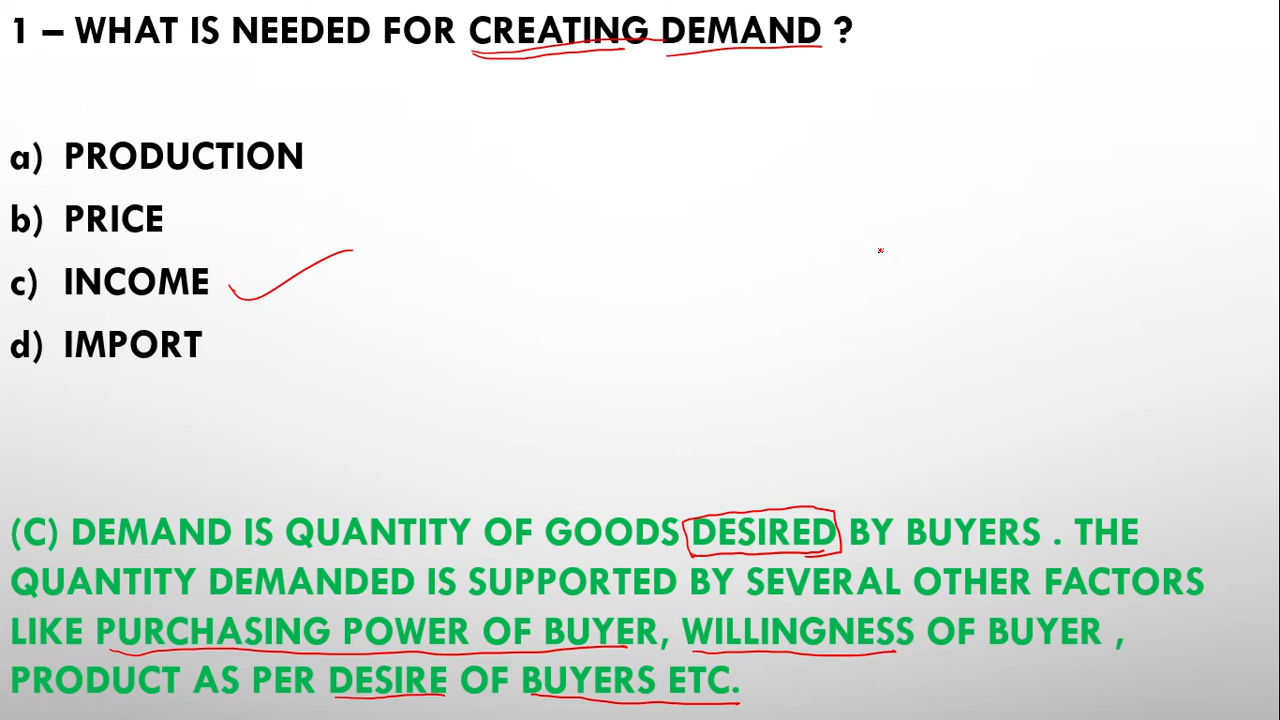 1 – WHAT IS NEEDED FOR CREATING DEMAND ?
a) PRODUCTION
b) PRICE
c) INCOME
d) IMPORT
(C) DEMAND IS QUANTITY OF GOODS DESIRED BY BUYERS . THE
QUANTITY DEMANDED IS SUPPORTED BY SEVERAL OTHER FACTORS
LIKE PURCHASING POWER OF BUYER, WILLINGNESS OF BUYER ,
PRODUCT AS PER DESIRE OF BUYERS ETC.